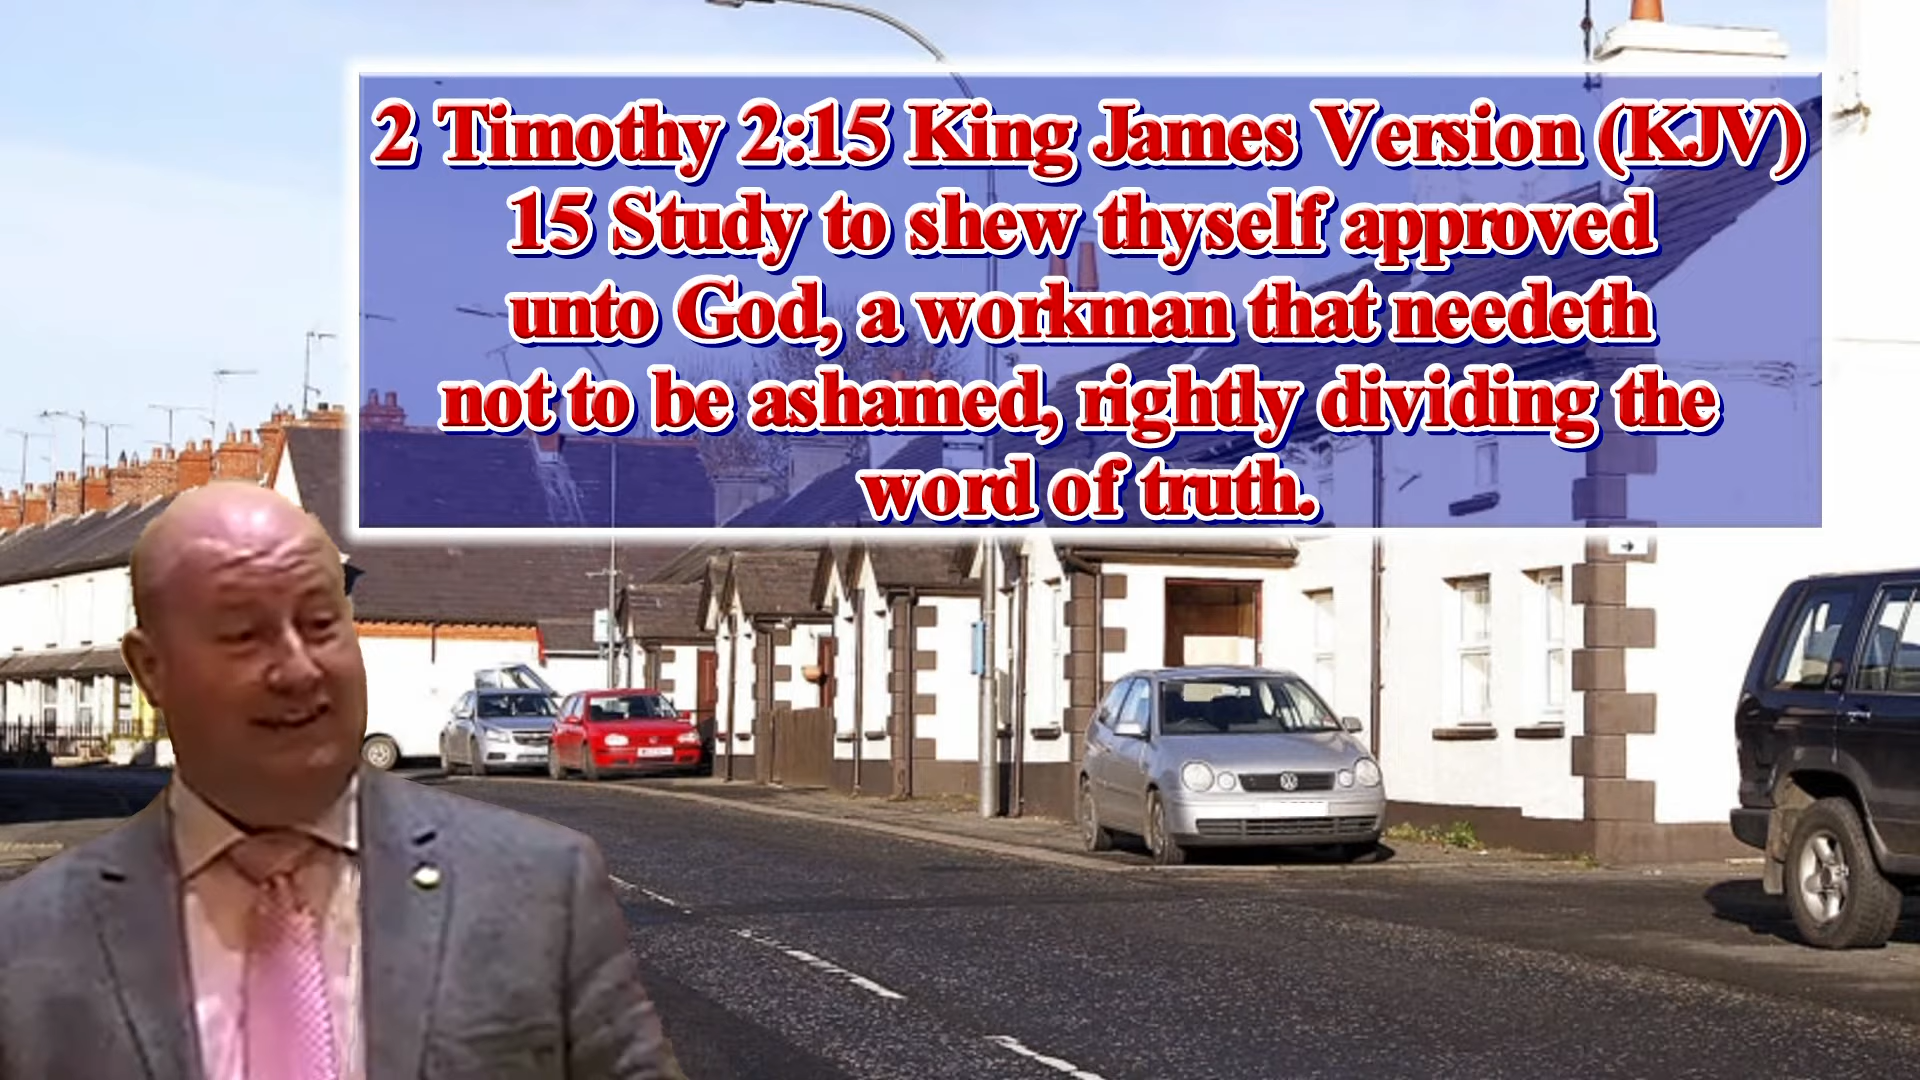 2 Timothy 2:15 King James Version (KJV)
15 Study to shew thyself approved
unto God, a workman that needeth
not to be ashamed, rightly dividing the
word of truth.